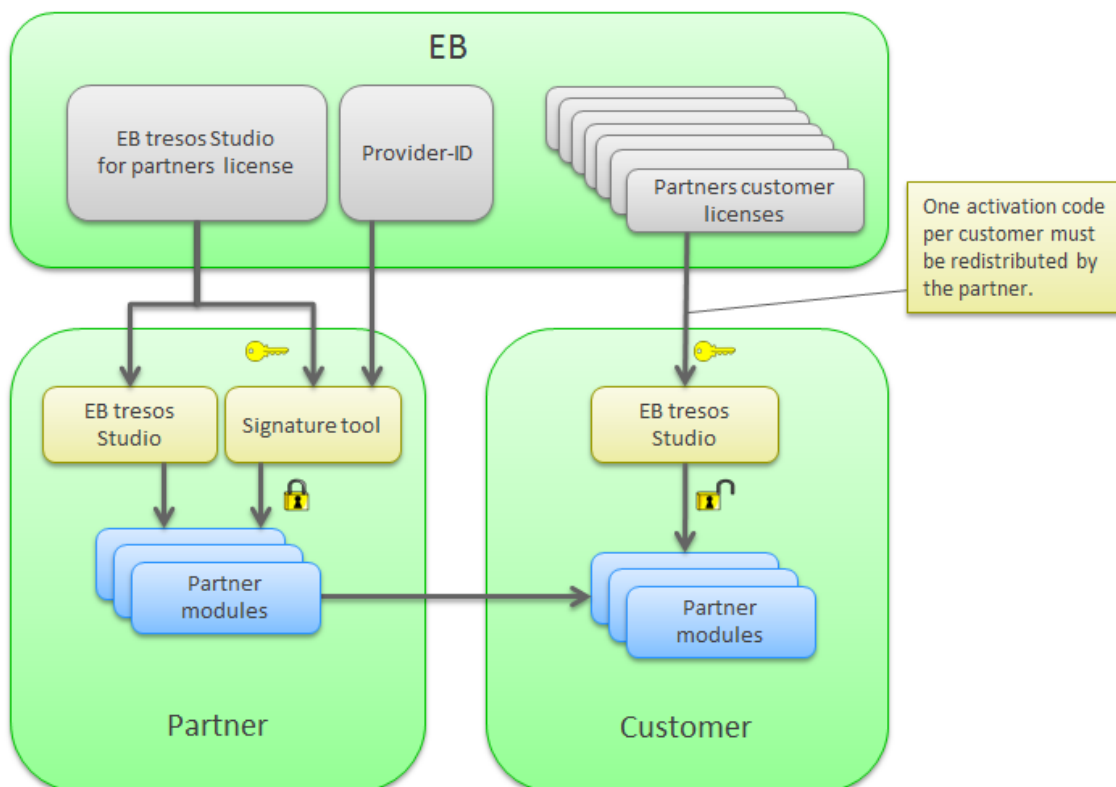 EB
EB tresos Studio
for partners license
Provider-ID
Partners customer
licenses
One activation code
per customer must
be redistributed by
the partner.
EB tresos
Studio
Signature tool
EB tresos
Studio
Partner
modules
Partner
modules
Partner
Customer